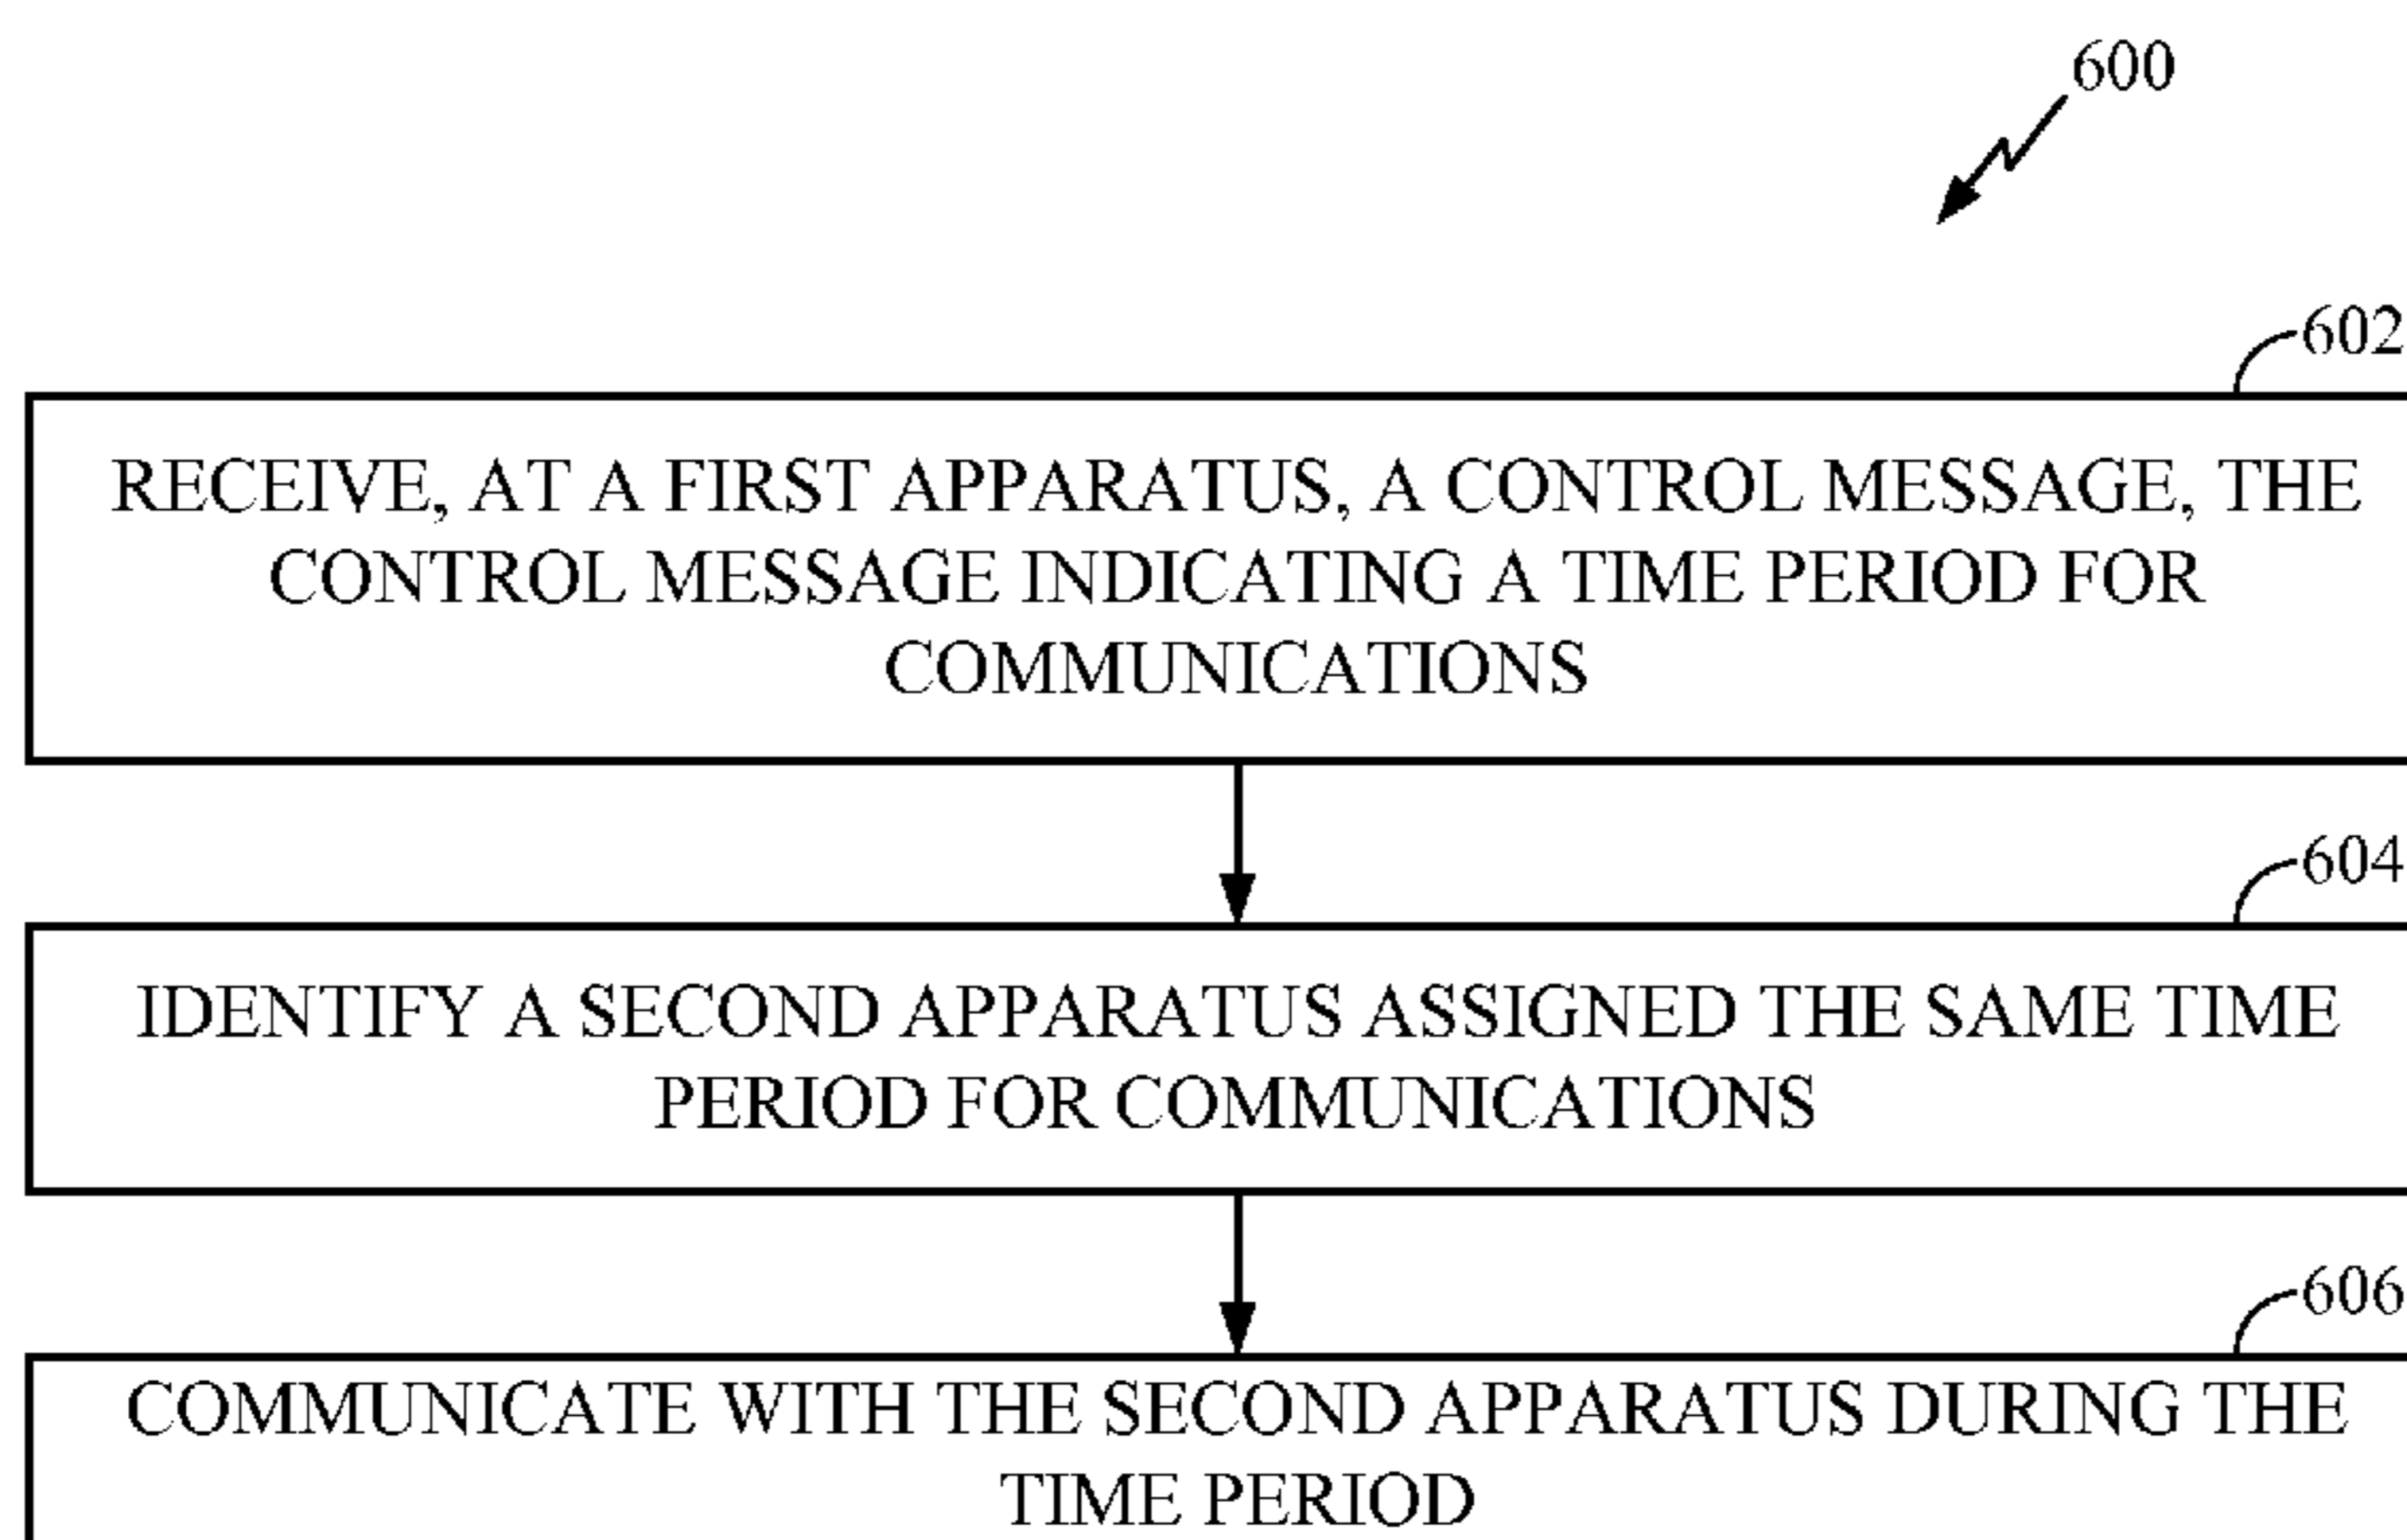 600
602
RECEIVE, AT A FIRST APPARATUS, A CONTROL MESSAGE, THE
CONTROL MESSAGE INDICATING A TIME PERIOD FOR
COMMUNICATIONS
604
IDENTIFY A SECOND APPARATUS ASSIGNED THE SAME TIME
PERIOD FOR COMMUNICATIONS
606
COMMUNICATE WITH THE SECOND APPARATUS DURING THE
TIME PERIOD